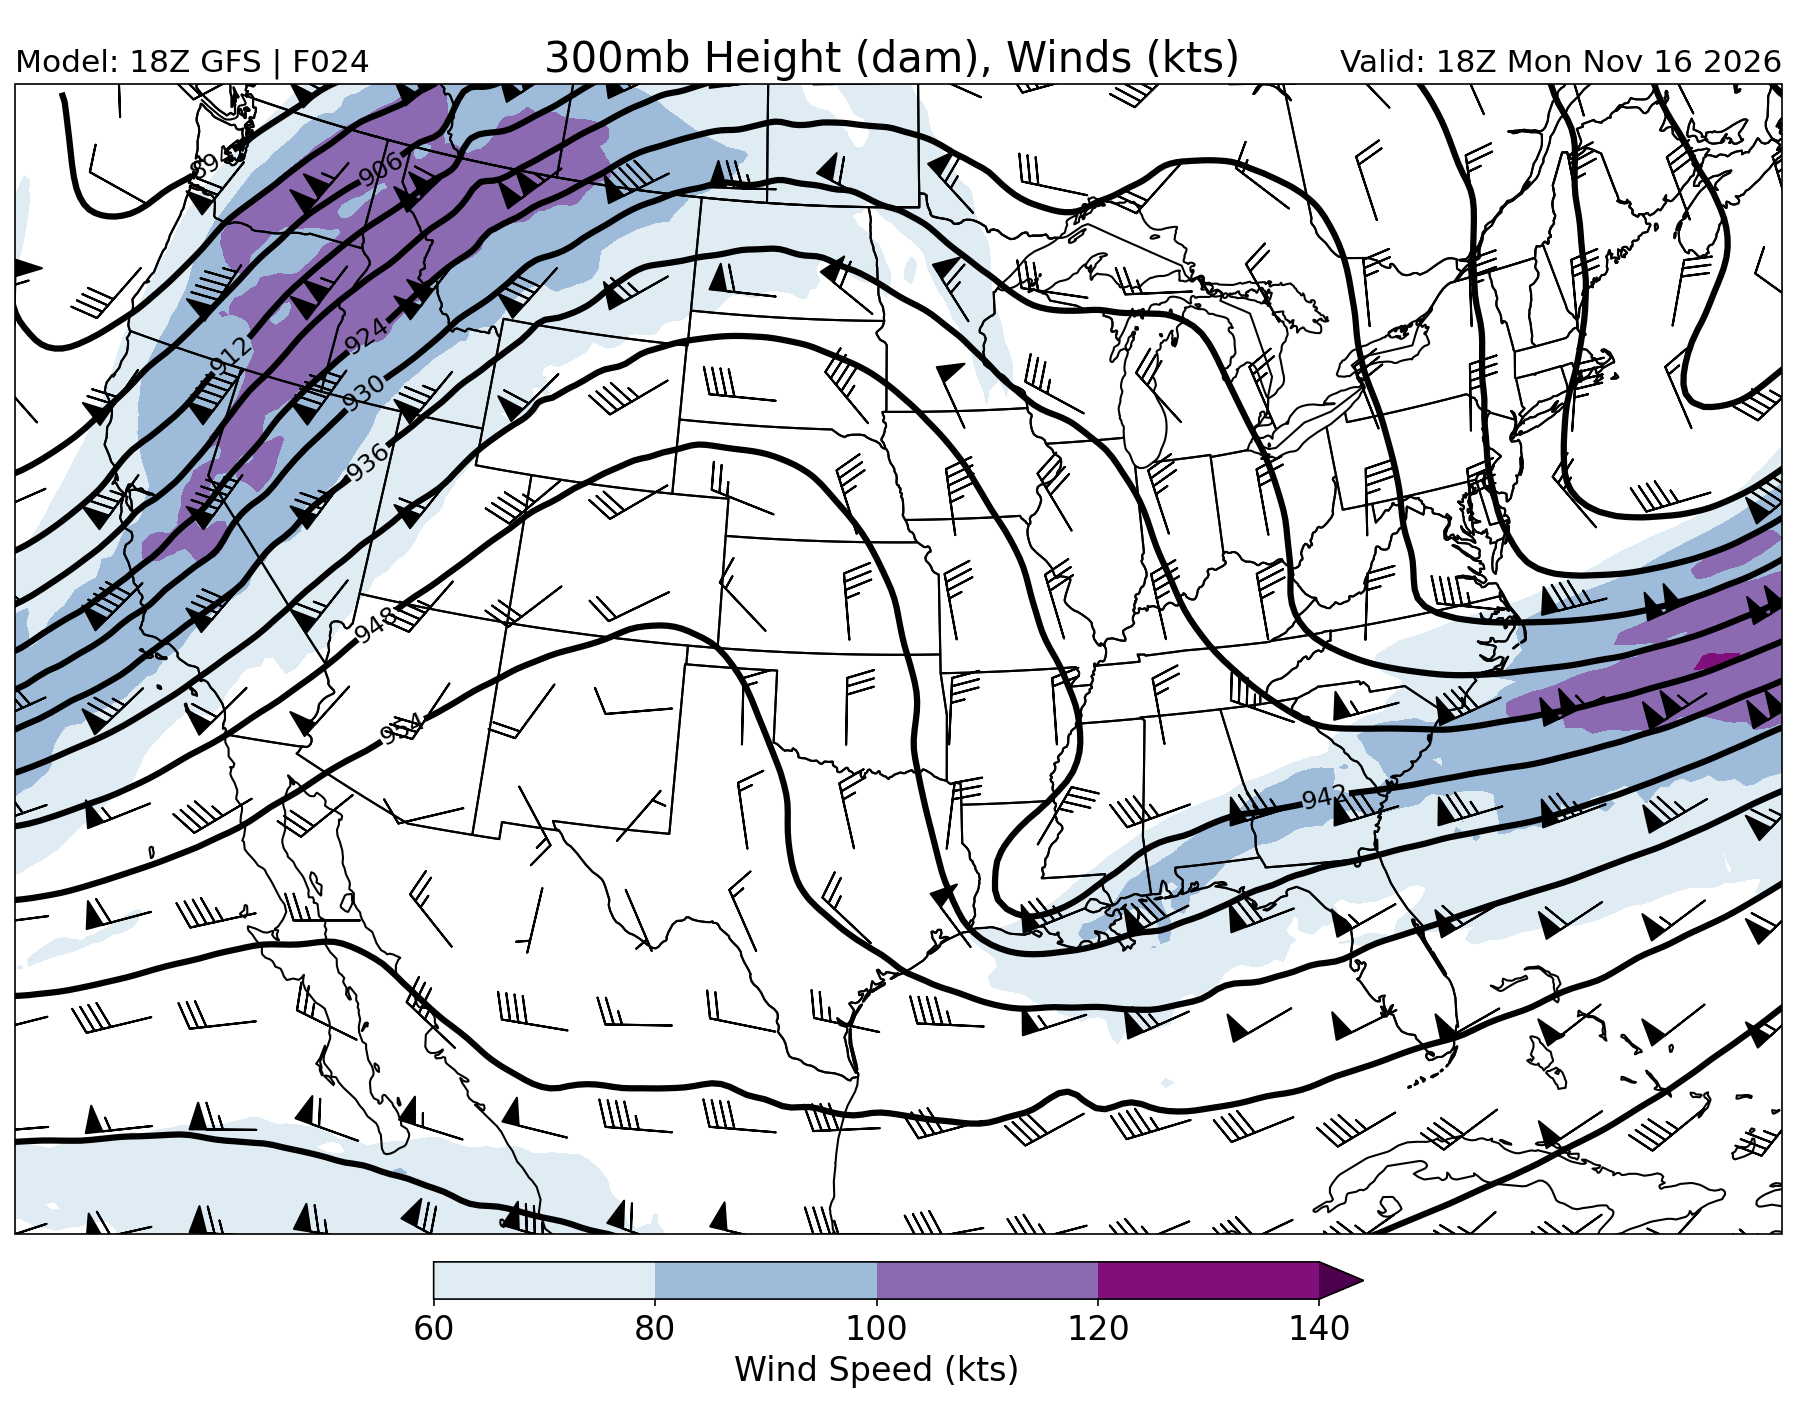 Model: 18Z GFS | F024
300mb Height (dam), Winds (kts)
Valid: 18Z Mon Nov 16 2026
894
906
912
924
930
936
948
954
942
60 80 100 120 140
Wind Speed (kts)